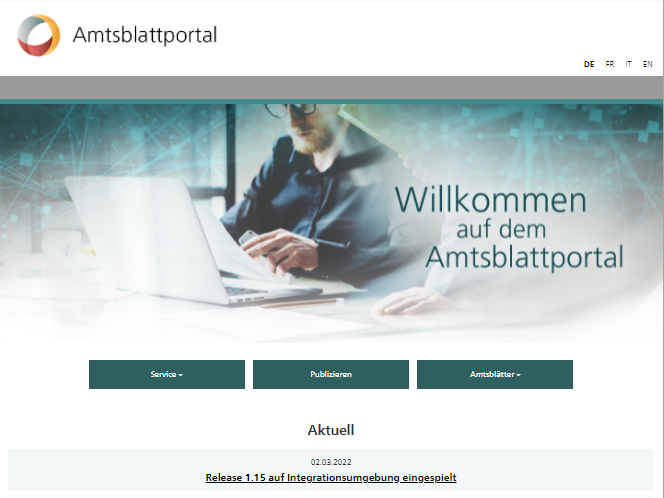 Amtsblattportal
DE FR IT EN
Willkommen
auf dem
Amtsblattportal
Service Publizieren Amtsblätter
Aktuell
02.03.2022
Release 1.15 auf Integrationsumgebung eingespielt